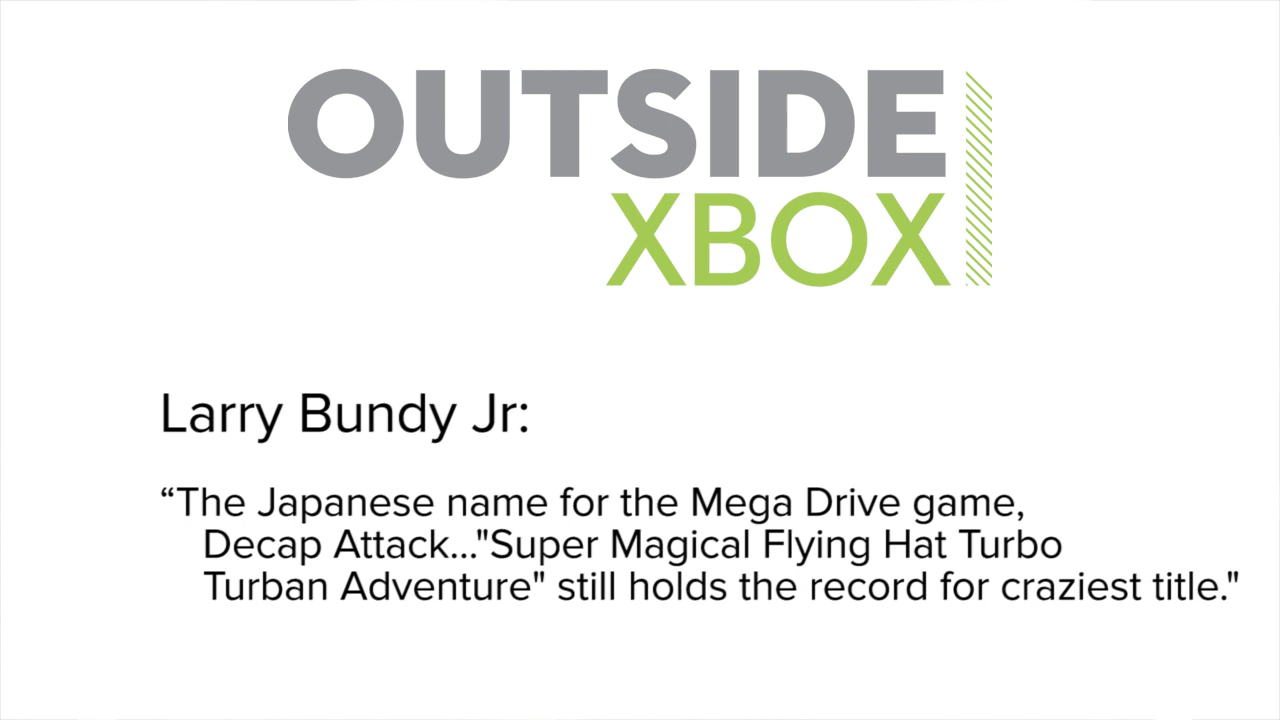 OUTSIDE
XBOX
Larry Bundy Jr:
“The Japanese name for the Mega Drive game,
Decap Attack..."Super Magical Flying Hat Turbo
Turban Adventure" still holds the record for craziest title."